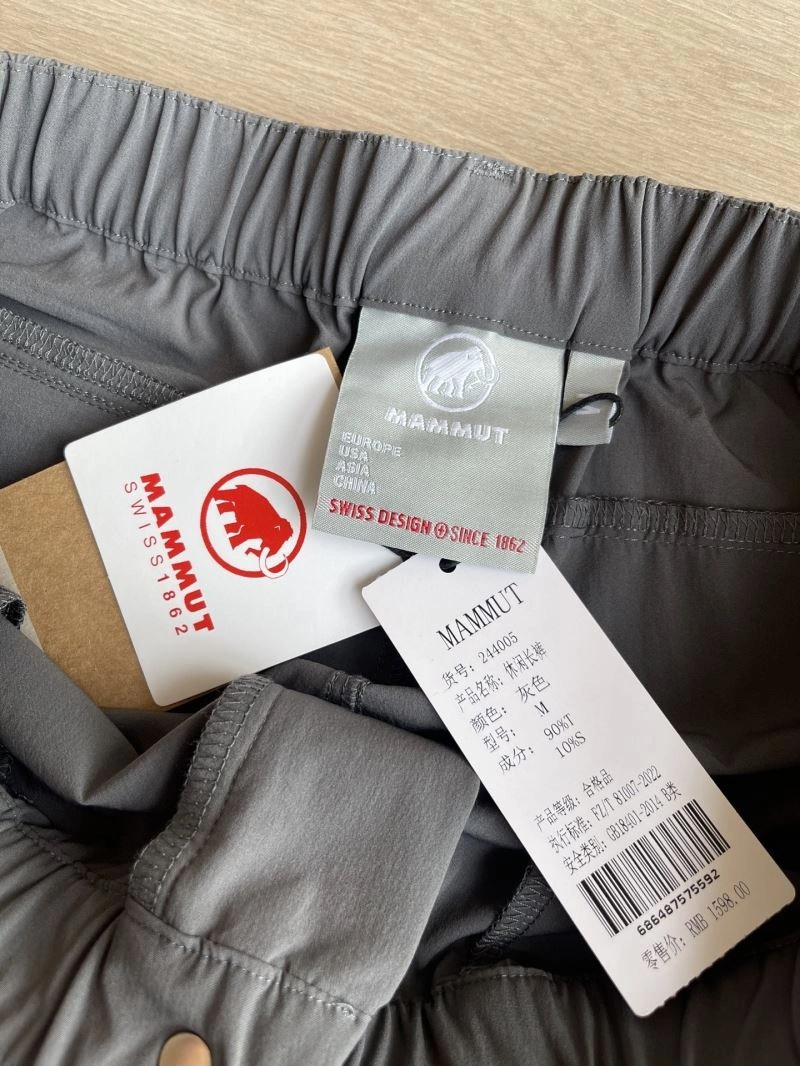 MAMMUT
EUROPE
USA
ASIA
CHINA
SWISS DESIGN SINCE 1862
MAMMUT
SWISS 1862
MAMMUT
货号: 244005
产品名称: 休闲长裤
颜色: 灰色
型号: M
成分: 90%T
10%S
产品等级: 合格品
执行标准: FZ/T 81007-2022
安全类别: GB18401-2014 B类
686487575592
零售价: RMB 1598.00